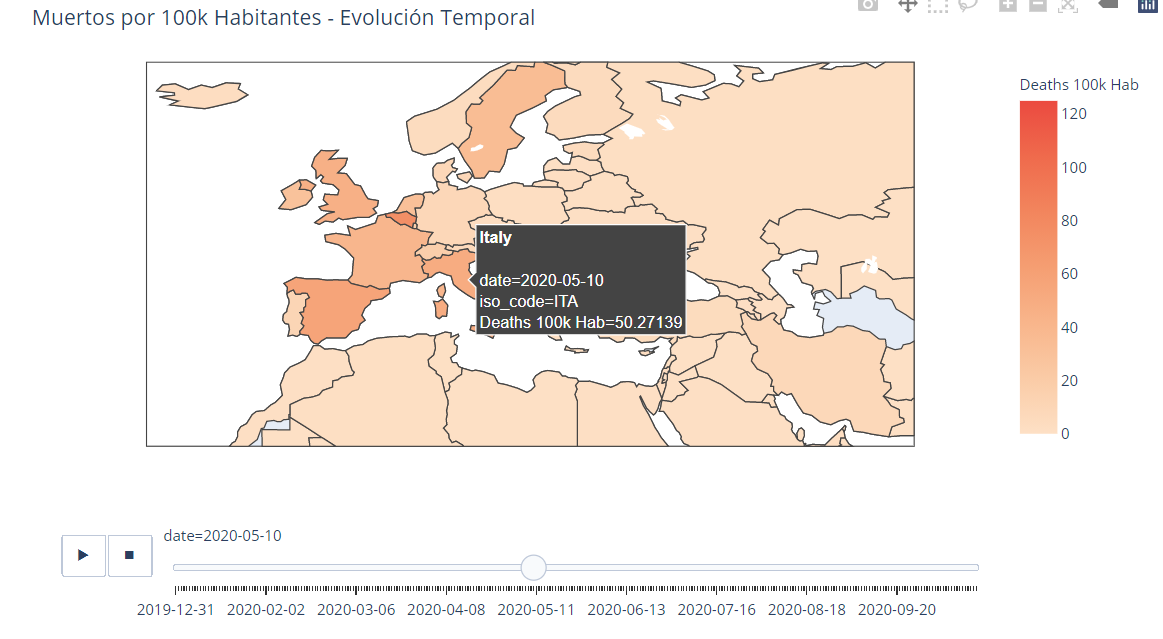 Muertos por 100k Habitantes - Evolución Temporal
Deaths 100k Hab
120
100
80
60
40
20
0
Italy
date=2020-05-10
iso_code=ITA
Deaths 100k Hab=50.27139
date=2020-05-10
2019-12-31 2020-02-02 2020-03-06 2020-04-08 2020-05-11 2020-06-13 2020-07-16 2020-08-18 2020-09-20